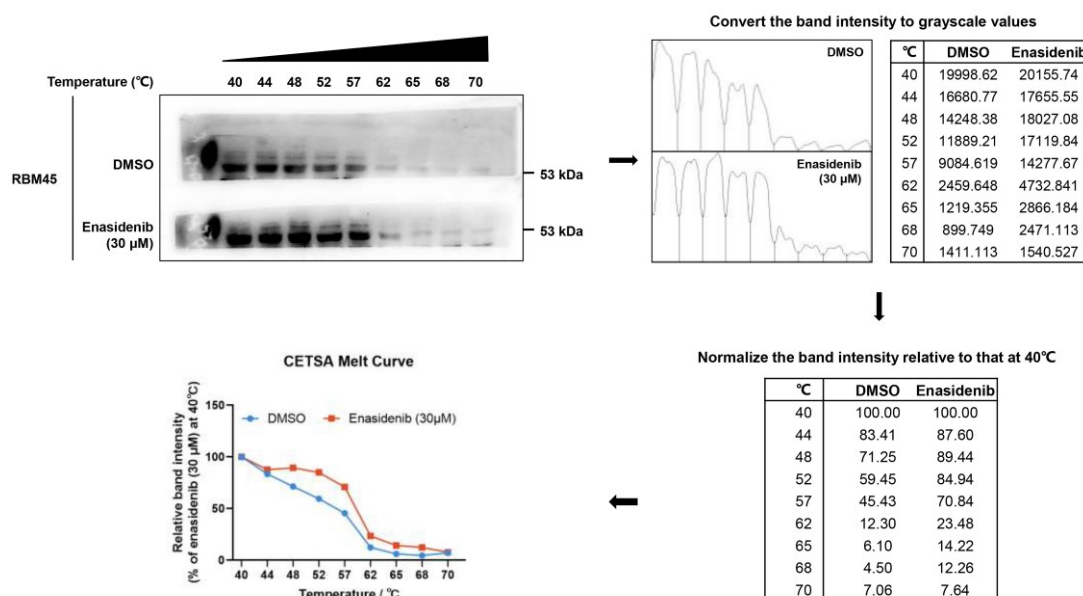 Temperature (℃)
40 44 48 52 57 62 65 68 70
RBM45
DMSO
53 kDa
Enasidenib
(30 µM)
53 kDa
Convert the band intensity to grayscale values
DMSO
Enasidenib
(30 µM)
℃ DMSO Enasidenib
40 19998.62 20155.74
44 16680.77 17655.55
48 14248.38 18027.08
52 11889.21 17119.84
57 9084.619 14277.67
62 2459.648 4732.841
65 1219.355 2866.184
68 899.749 2471.113
70 1411.113 1540.527
Normalize the band intensity relative to that at 40℃
℃ DMSO Enasidenib
40 100.00 100.00
44 83.41 87.60
48 71.25 89.44
52 59.45 84.94
57 45.43 70.84
62 12.30 23.48
65 6.10 14.22
68 4.50 12.26
70 7.06 7.64
CETSA Melt Curve
Relative band intensity
(% of enasidenib (30 µM) at 40℃)
150
100
50
0
DMSO
Enasidenib (30µM)
40 44 48 52 57 62 65 68 70
Temperature / ℃